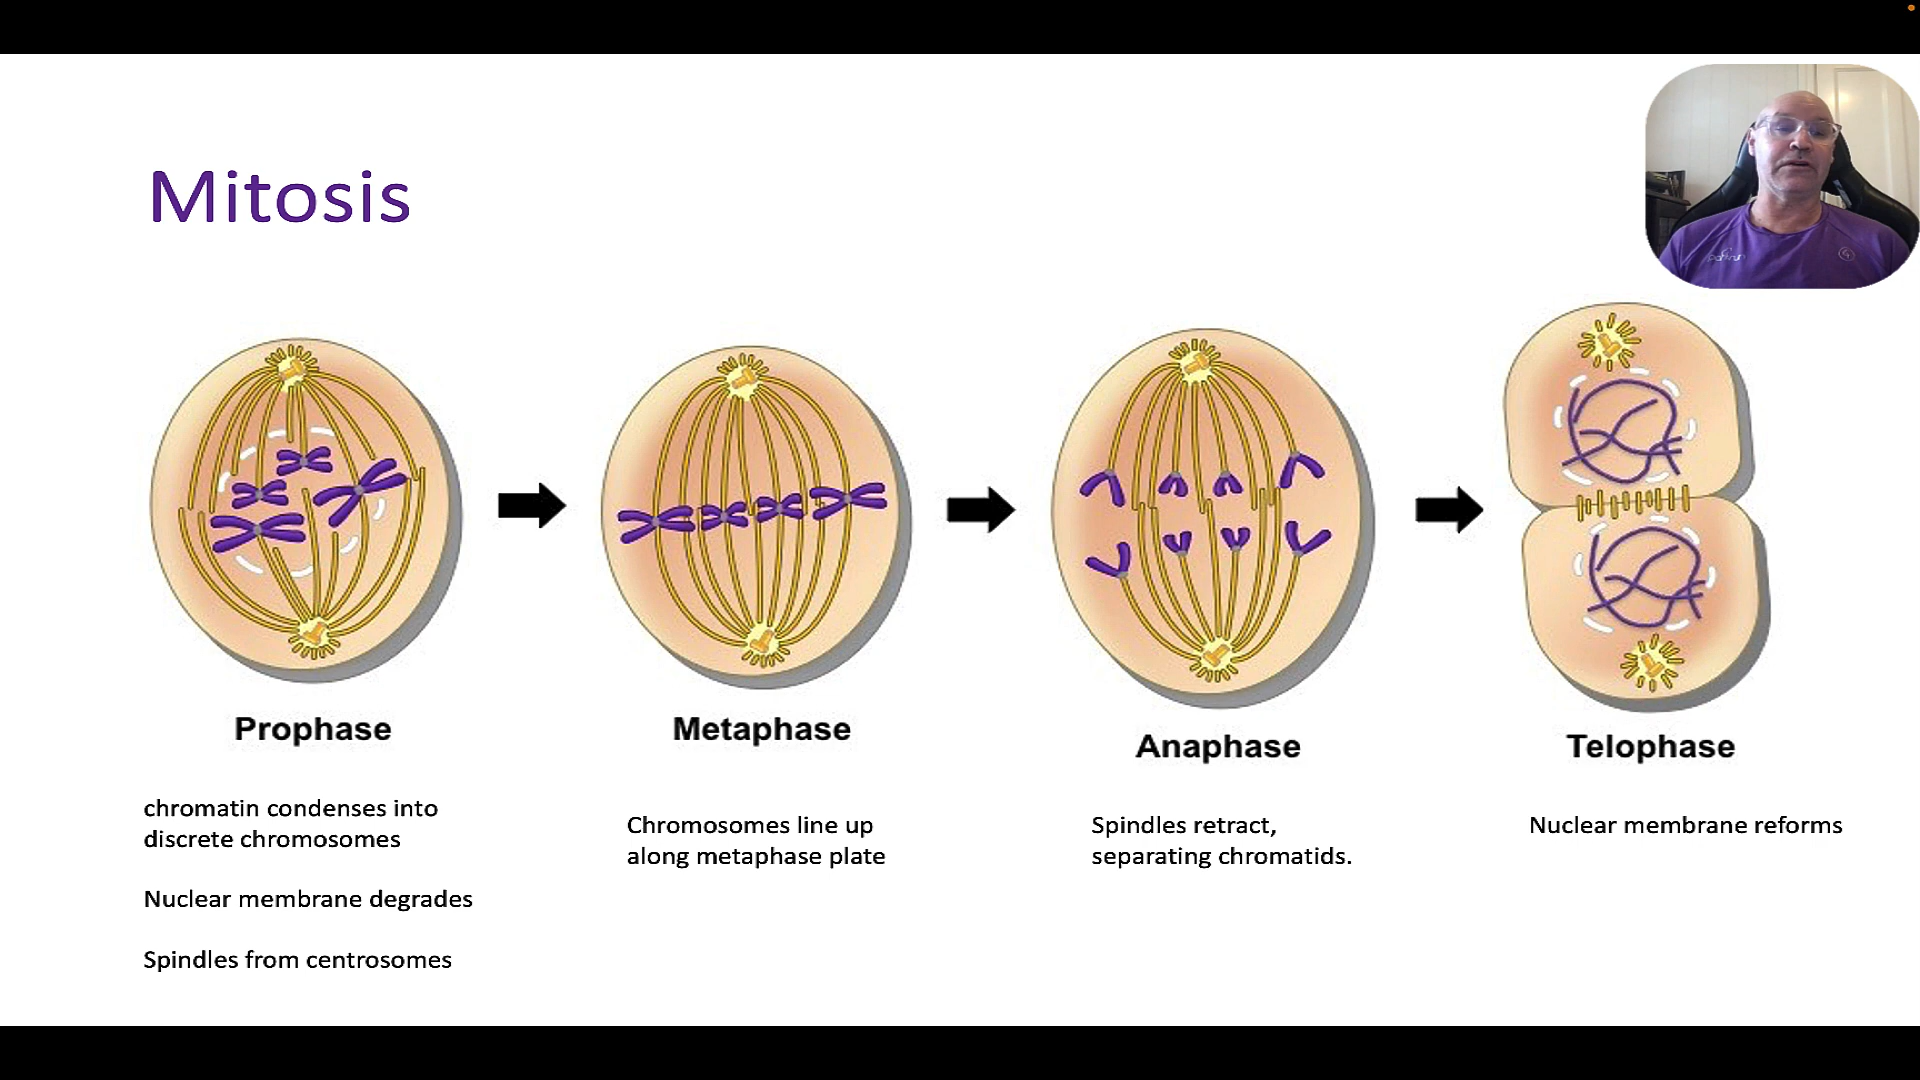 Mitosis
Prophase
Metaphase
Anaphase
Telophase
chromatin condenses into
discrete chromosomes
Nuclear membrane degrades
Spindles from centrosomes
Chromosomes line up
along metaphase plate
Spindles retract,
separating chromatids.
Nuclear membrane reforms